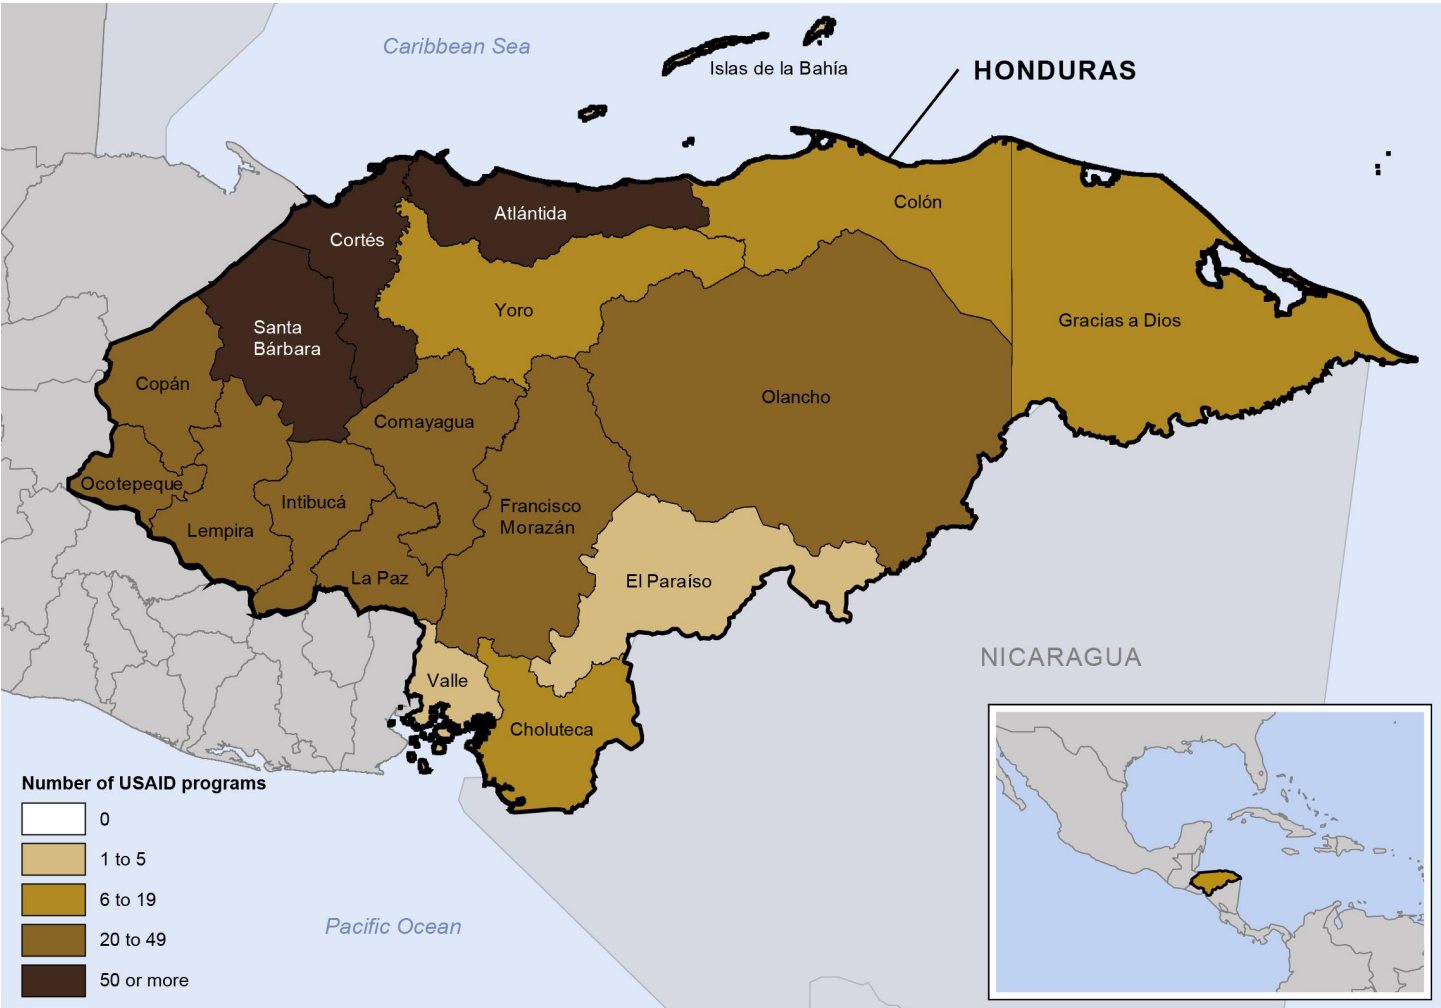 Caribbean Sea
Islas de la Bahía
HONDURAS
Colón
Atlántida
Cortés
Yoro
Gracias a Dios
Santa
Bárbara
Copán
Olancho
Comayagua
Ocotepeque
Intibucá
Francisco
Morazán
Lempira
La Paz
El Paraíso
NICARAGUA
Valle
Choluteca
Number of USAID programs
0
1 to 5
6 to 19
20 to 49
50 or more
Pacific Ocean